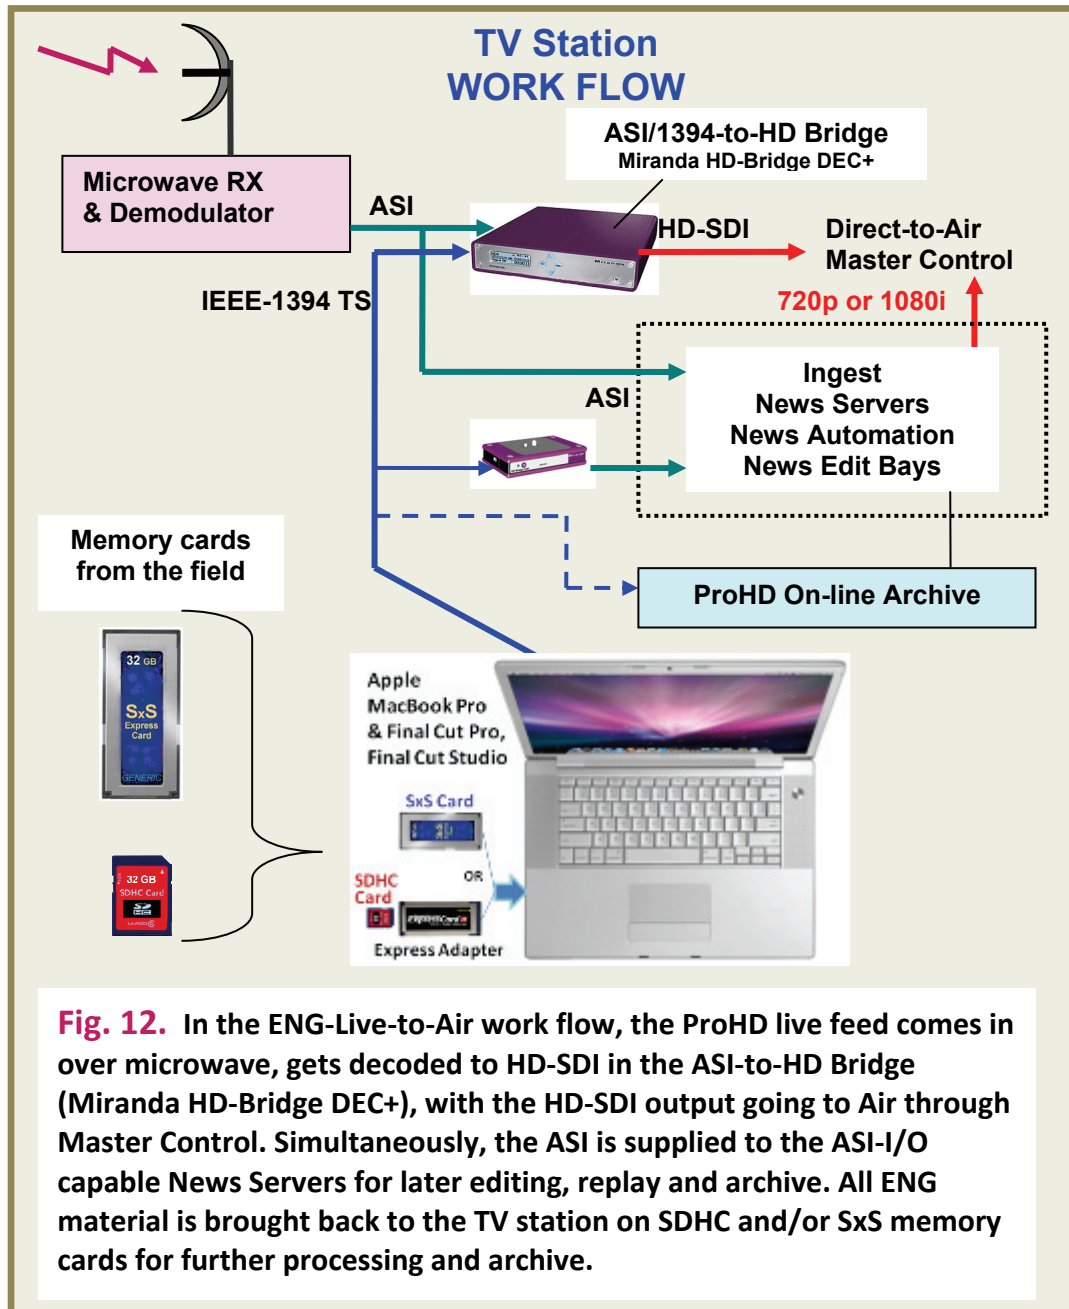 TV Station
WORK FLOW
ASI/1394-to-HD Bridge
Miranda HD-Bridge DEC+
Microwave RX
& Demodulator
ASI
HD-SDI
Direct-to-Air
Master Control
IEEE-1394 TS
720p or 1080i
ASI
Ingest
News Servers
News Automation
News Edit Bays
Memory cards
from the field
ProHD On-line Archive
32 GB
SxS
Express
Card
GENERIC
32 GB
SDHC Card
Apple
MacBook Pro
& Final Cut Pro,
Final Cut Studio
SxS Card
OR
SDHC
Card
ExpressCard
Express Adapter
Fig. 12. In the ENG-Live-to-Air work flow, the ProHD live feed comes in
over microwave, gets decoded to HD-SDI in the ASI-to-HD Bridge
(Miranda HD-Bridge DEC+), with the HD-SDI output going to Air through
Master Control. Simultaneously, the ASI is supplied to the ASI-I/O
capable News Servers for later editing, replay and archive. All ENG
material is brought back to the TV station on SDHC and/or SxS memory
cards for further processing and archive.